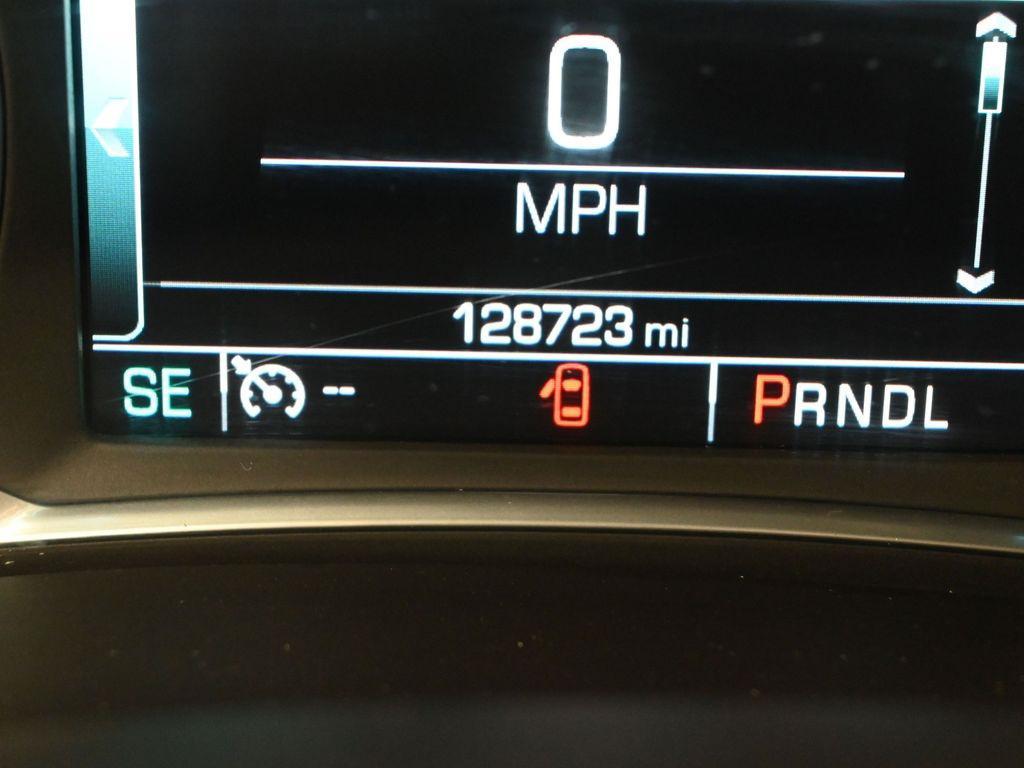 0
MPH
128723 mi
SE -- PRNDL